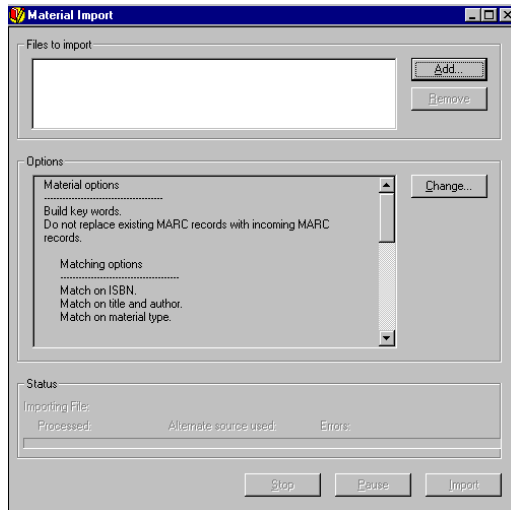 Material Import
Files to import
Add...
Remove
Options
Material options
----------------------------------------
Build key words.
Do not replace existing MARC records with incoming MARC
records.
Matching options
----------------------------------------
Match on ISBN.
Match on title and author.
Match on material type.
Change...
Status
Importing File:
Processed: Alternate source used: Errors:
Stop Pause Import